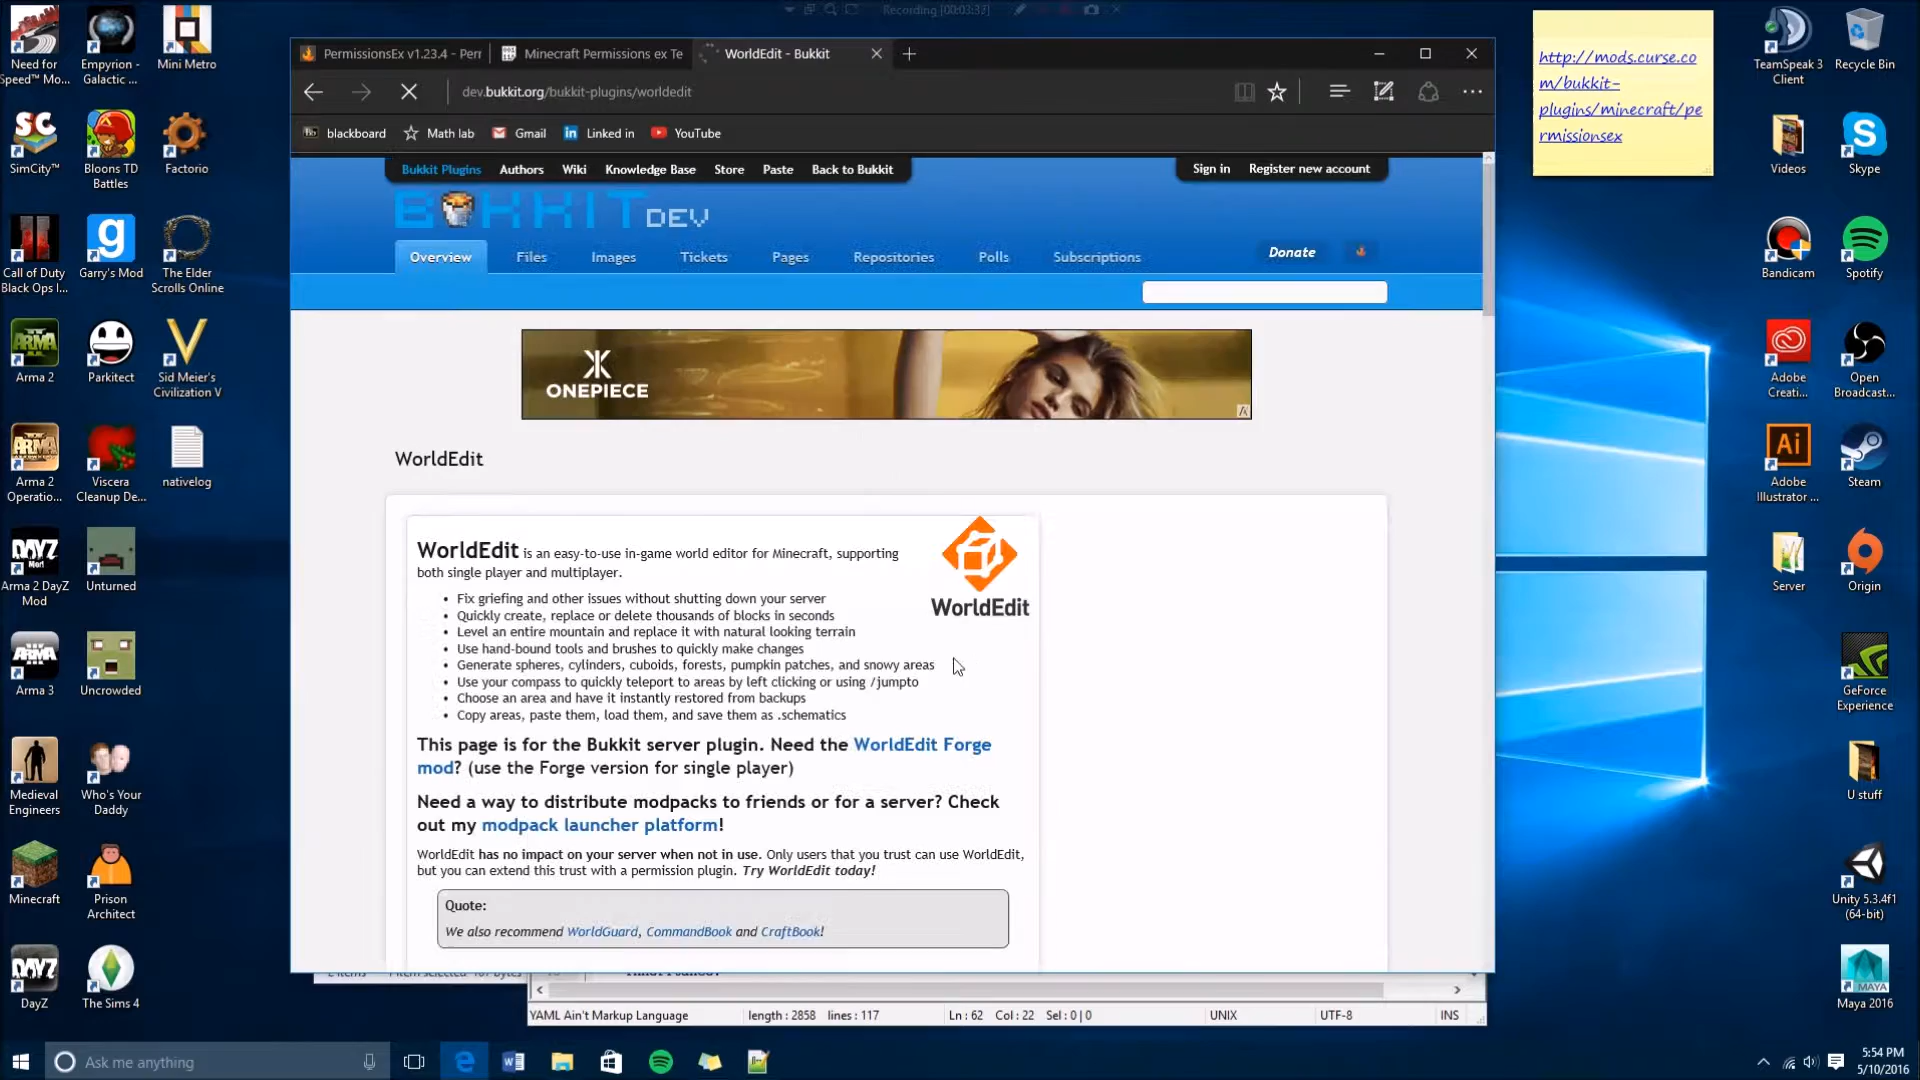 Recording [00:03:37]
Need for
Speed™ Mo...
Empyrion -
Galactic ...
Mini Metro
SimCity™
Bloons TD
Battles
Factorio
Call of Duty
Black Ops I...
Garry's Mod
The Elder
Scrolls Online
Arma 2
Parkitect
Sid Meier's
Civilization V
Arma 2
Operatio...
Viscera
Cleanup De...
nativelog
Arma 2 DayZ
Mod
Unturned
Arma 3
Uncrowded
Medieval
Engineers
Who's Your
Daddy
Minecraft
Prison
Architect
DayZ
The Sims 4
PermissionsEx v1.23.4 - Perr
Minecraft Permissions ex Te
WorldEdit - Bukkit
dev.bukkit.org/bukkit-plugins/worldedit
blackboard
Math lab
Gmail
Linked in
YouTube
Bukkit Plugins
Authors
Wiki
Knowledge Base
Store
Paste
Back to Bukkit
Sign in
Register new account
BUKKIT DEV
Overview
Files
Images
Tickets
Pages
Repositories
Polls
Subscriptions
Donate
ONEPIECE
WorldEdit
WorldEdit is an easy-to-use in-game world editor for Minecraft, supporting
both single player and multiplayer.
• Fix griefing and other issues without shutting down your server
• Quickly create, replace or delete thousands of blocks in seconds
• Level an entire mountain and replace it with natural looking terrain
• Use hand-bound tools and brushes to quickly make changes
• Generate spheres, cylinders, cuboids, forests, pumpkin patches, and snowy areas
• Use your compass to quickly teleport to areas by left clicking or using /jumpto
• Choose an area and have it instantly restored from backups
• Copy areas, paste them, load them, and save them as .schematics
WorldEdit
This page is for the Bukkit server plugin. Need the WorldEdit Forge
mod? (use the Forge version for single player)
Need a way to distribute modpacks to friends or for a server? Check
out my modpack launcher platform!
WorldEdit has no impact on your server when not in use. Only users that you trust can use WorldEdit,
but you can extend this trust with a permission plugin. Try WorldEdit today!
Quote:
We also recommend WorldGuard, CommandBook and CraftBook!
YAML Ain't Markup Language
length : 2858 lines : 117
Ln : 62 Col : 22 Sel : 0 | 0
UNIX
UTF-8
INS
http://mods.curse.co
m/bukkit-
plugins/minecraft/pe
rmissionsex
TeamSpeak 3
Client
Recycle Bin
Videos
Skype
Bandicam
Spotify
Adobe
Creati...
Open
Broadcast...
Adobe
Illustrator ...
Steam
Server
Origin
GeForce
Experience
U stuff
Unity 5.3.4f1
(64-bit)
Maya 2016
Ask me anything
5:54 PM
5/10/2016